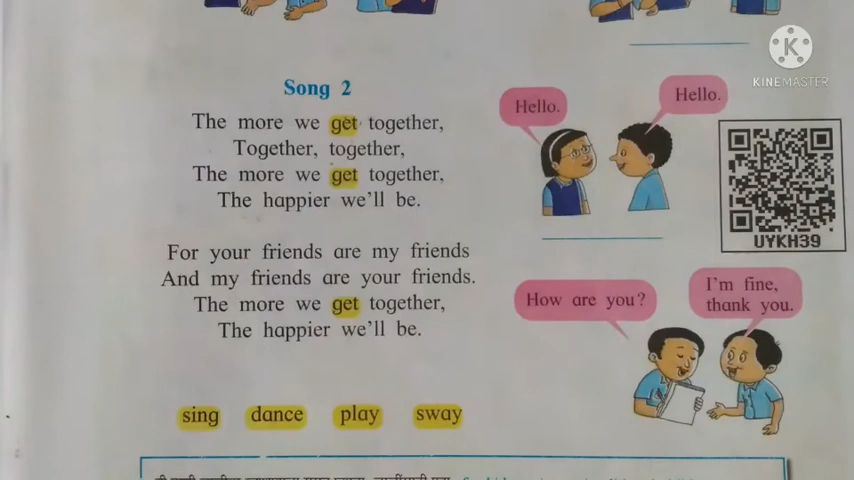 KINEMASTER
Song 2
The more we get together,
Together, together,
The more we get together,
The happier we'll be.
For your friends are my friends
And my friends are your friends.
The more we get together,
The happier we'll be.
sing dance play sway
Hello.
Hello.
UYKH39
How are you?
I'm fine,
thank you.